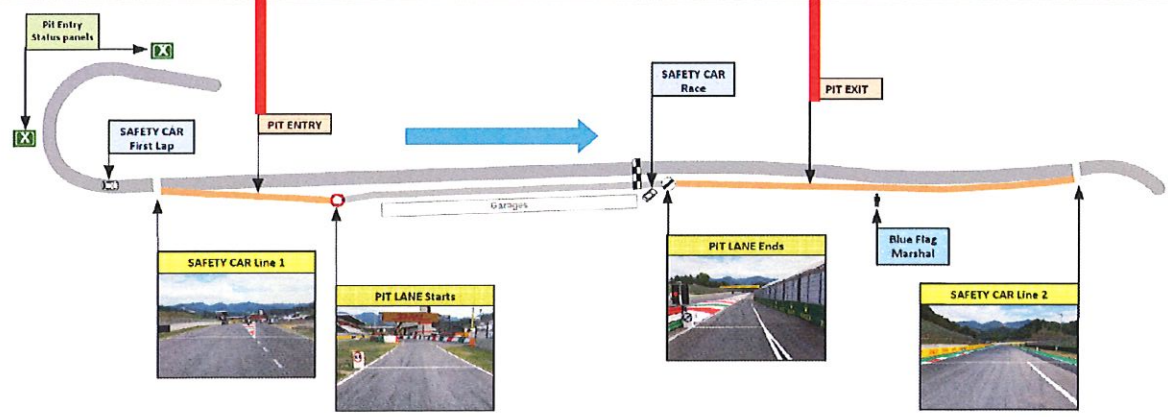 Pit Entry
Status panels
X
X
SAFETY CAR
First Lap
PIT ENTRY
SAFETY CAR
Race
PIT EXIT
Garages
SAFETY CAR Line 1
PIT LANE Starts
PIT LANE Ends
Blue Flag
Marshal
SAFETY CAR Line 2